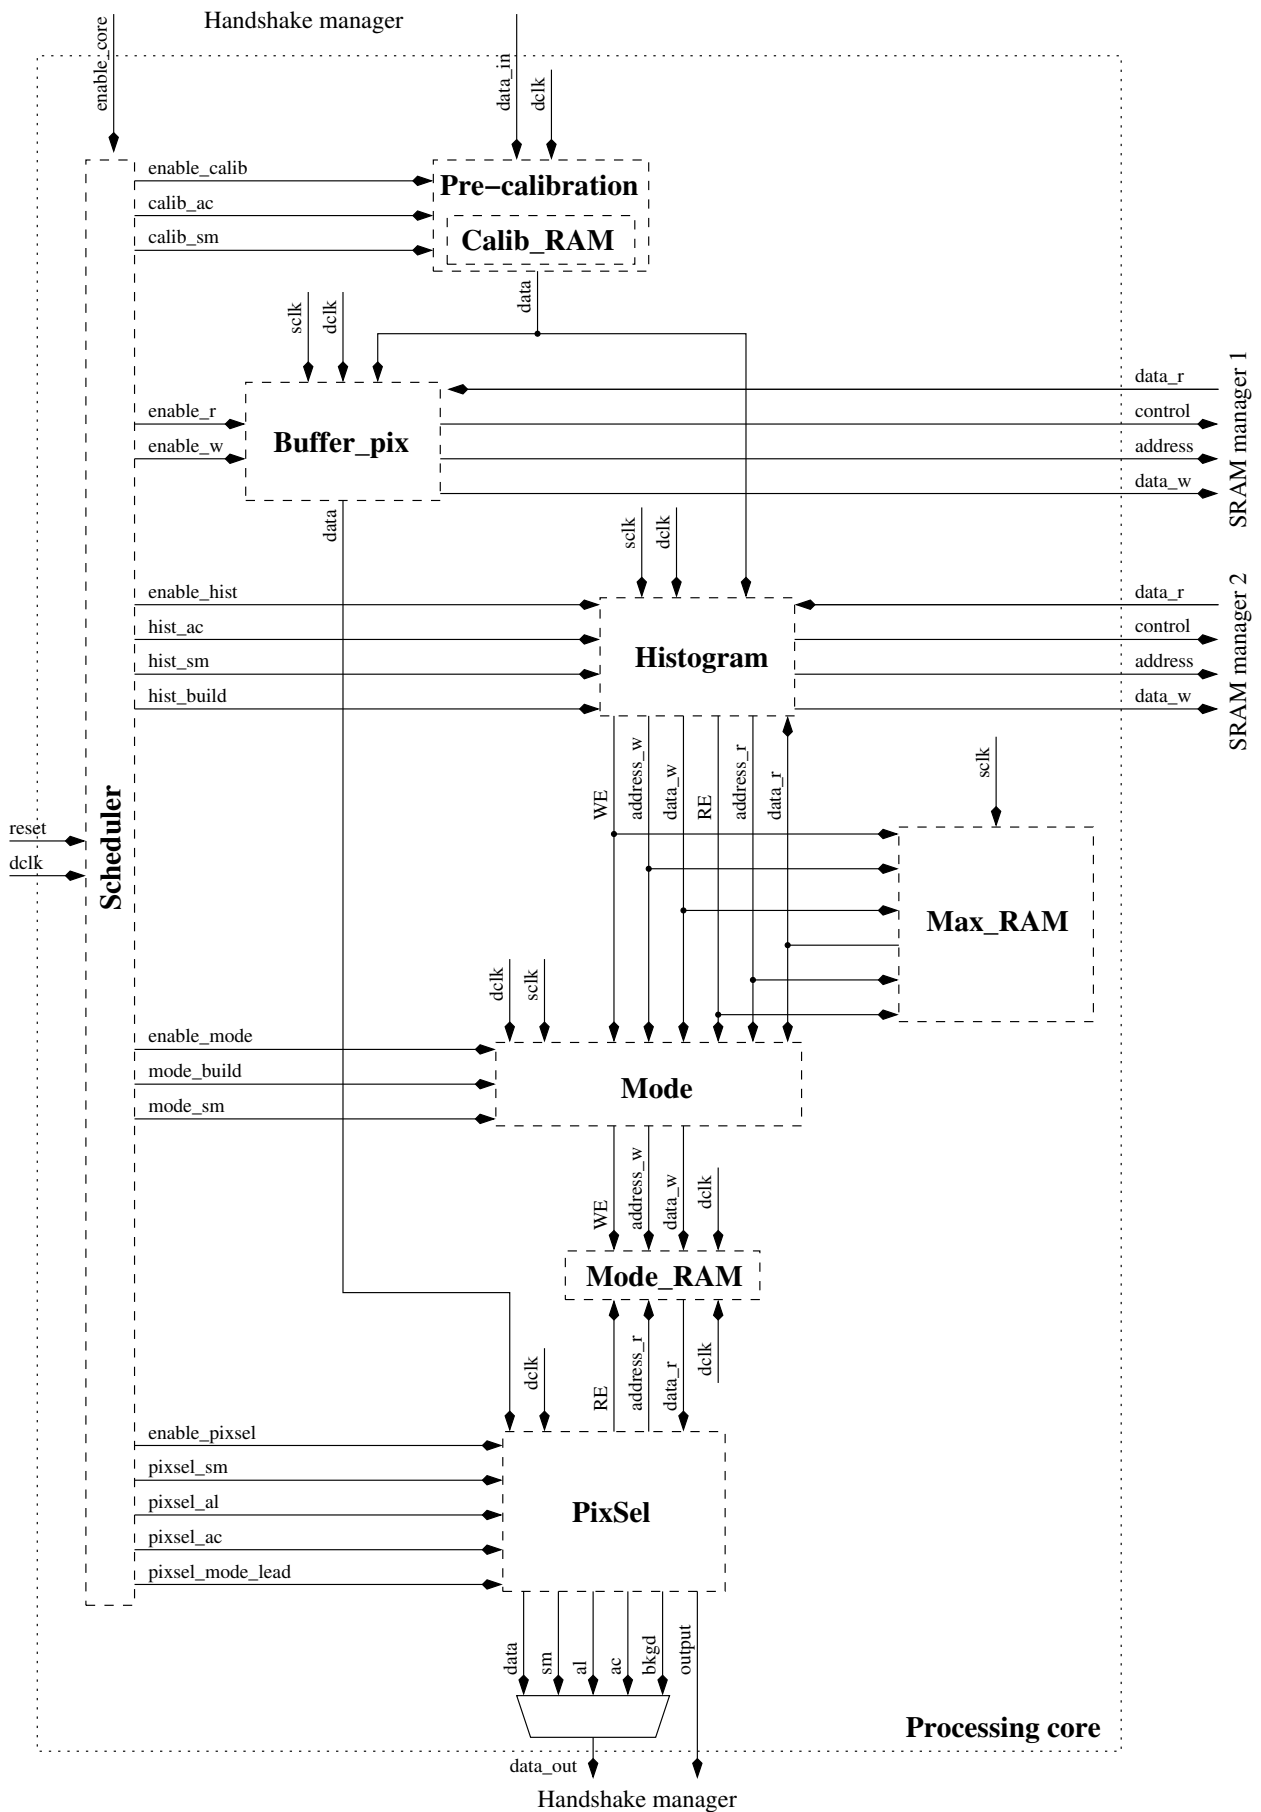 Handshake manager
enable_core
data_in
dclk
enable_calib
calib_ac
calib_sm
Pre−calibration
Calib_RAM
data
sclk
dclk
enable_r
enable_w
Buffer_pix
data_r
control
address
data_w
SRAM manager 1
data
sclk
dclk
enable_hist
hist_ac
hist_sm
hist_build
Histogram
data_r
control
address
data_w
SRAM manager 2
WE
address_w
data_w
RE
address_r
data_r
sclk
reset
dclk
Scheduler
Max_RAM
dclk
sclk
enable_mode
mode_build
mode_sm
Mode
WE
address_w
data_w
dclk
Mode_RAM
dclk
RE
address_r
data_r
dclk
enable_pixsel
pixsel_sm
pixsel_al
pixsel_ac
pixsel_mode_lead
PixSel
data
sm
al
ac
bkgd
output
Processing core
data_out
Handshake manager